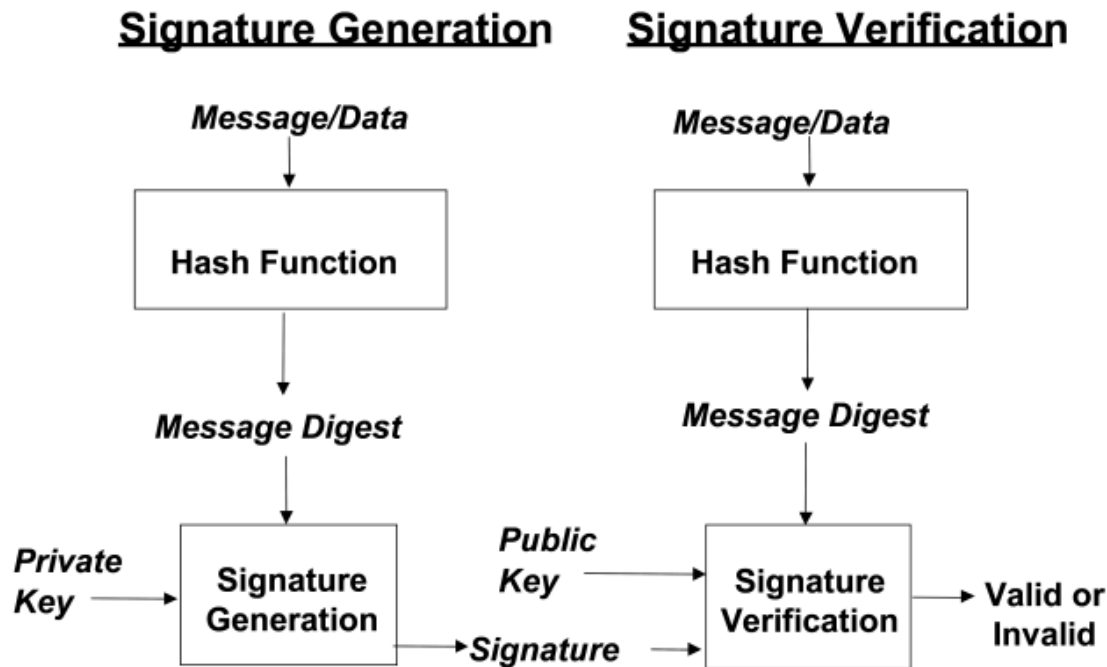 Signature Generation
Signature Verification
Message/Data
Message/Data
Hash Function
Hash Function
Message Digest
Message Digest
Private
Key
Signature
Generation
Public
Key
Signature
Signature
Verification
Valid or
Invalid